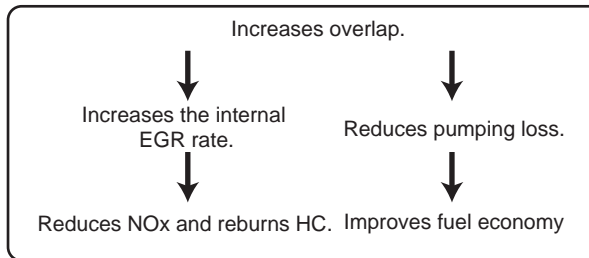 Increases overlap.
Increases the internal
EGR rate.
Reduces pumping loss.
Reduces NOx and reburns HC.
Improves fuel economy